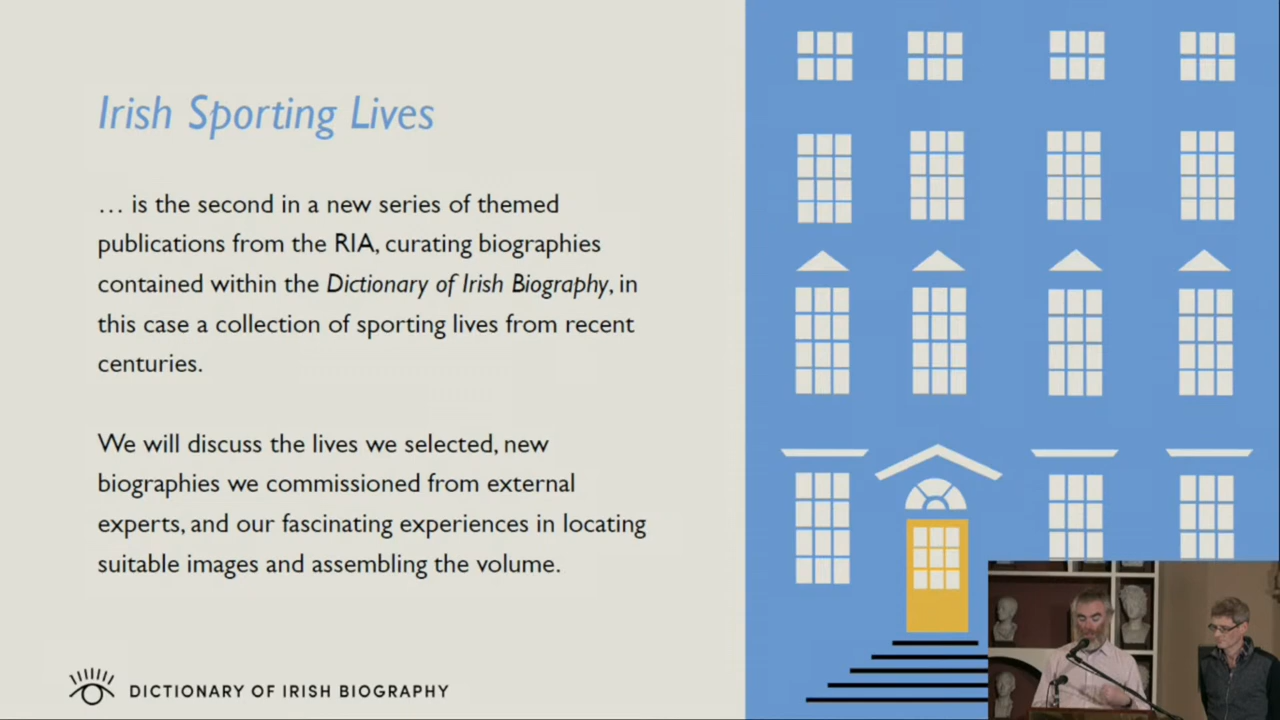 Irish Sporting Lives
… is the second in a new series of themed
publications from the RIA, curating biographies
contained within the Dictionary of Irish Biography, in
this case a collection of sporting lives from recent
centuries.
We will discuss the lives we selected, new
biographies we commissioned from external
experts, and our fascinating experiences in locating
suitable images and assembling the volume.
DICTIONARY OF IRISH BIOGRAPHY